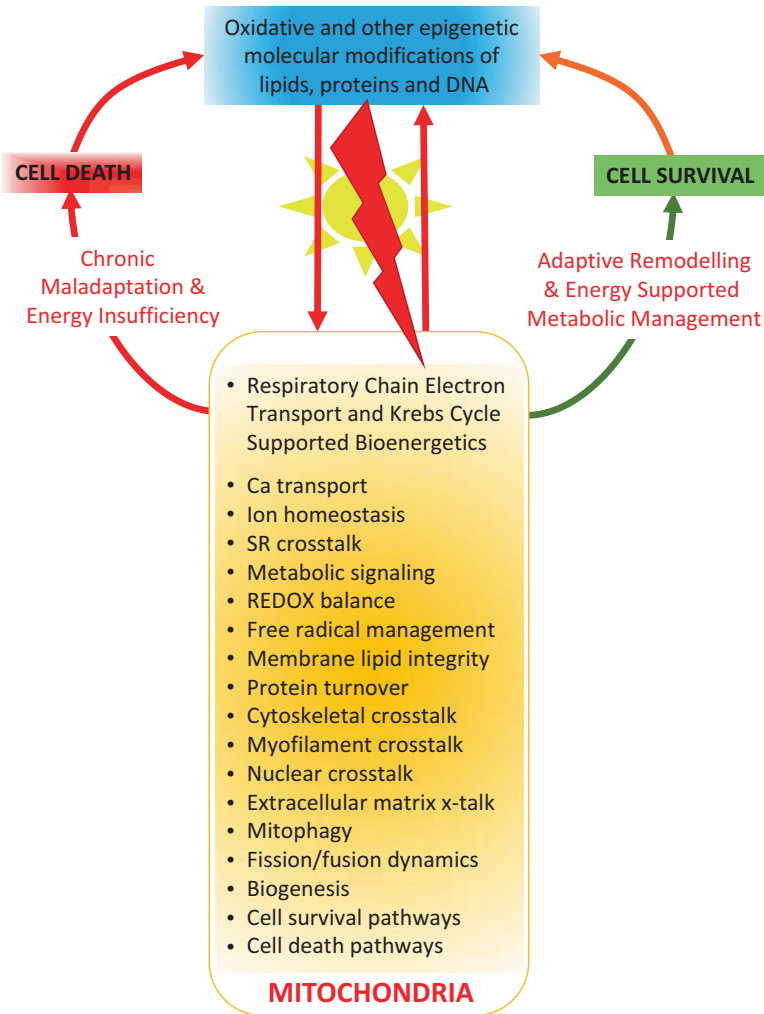 Oxidative and other epigenetic
molecular modifications of
lipids, proteins and DNA
CELL DEATH
CELL SURVIVAL
Chronic
Maladaptation &
Energy Insufficiency
Adaptive Remodelling
& Energy Supported
Metabolic Management
• Respiratory Chain Electron
Transport and Krebs Cycle
Supported Bioenergetics
• Ca transport
• Ion homeostasis
• SR crosstalk
• Metabolic signaling
• REDOX balance
• Free radical management
• Membrane lipid integrity
• Protein turnover
• Cytoskeletal crosstalk
• Myofilament crosstalk
• Nuclear crosstalk
• Extracellular matrix x-talk
• Mitophagy
• Fission/fusion dynamics
• Biogenesis
• Cell survival pathways
• Cell death pathways
MITOCHONDRIA